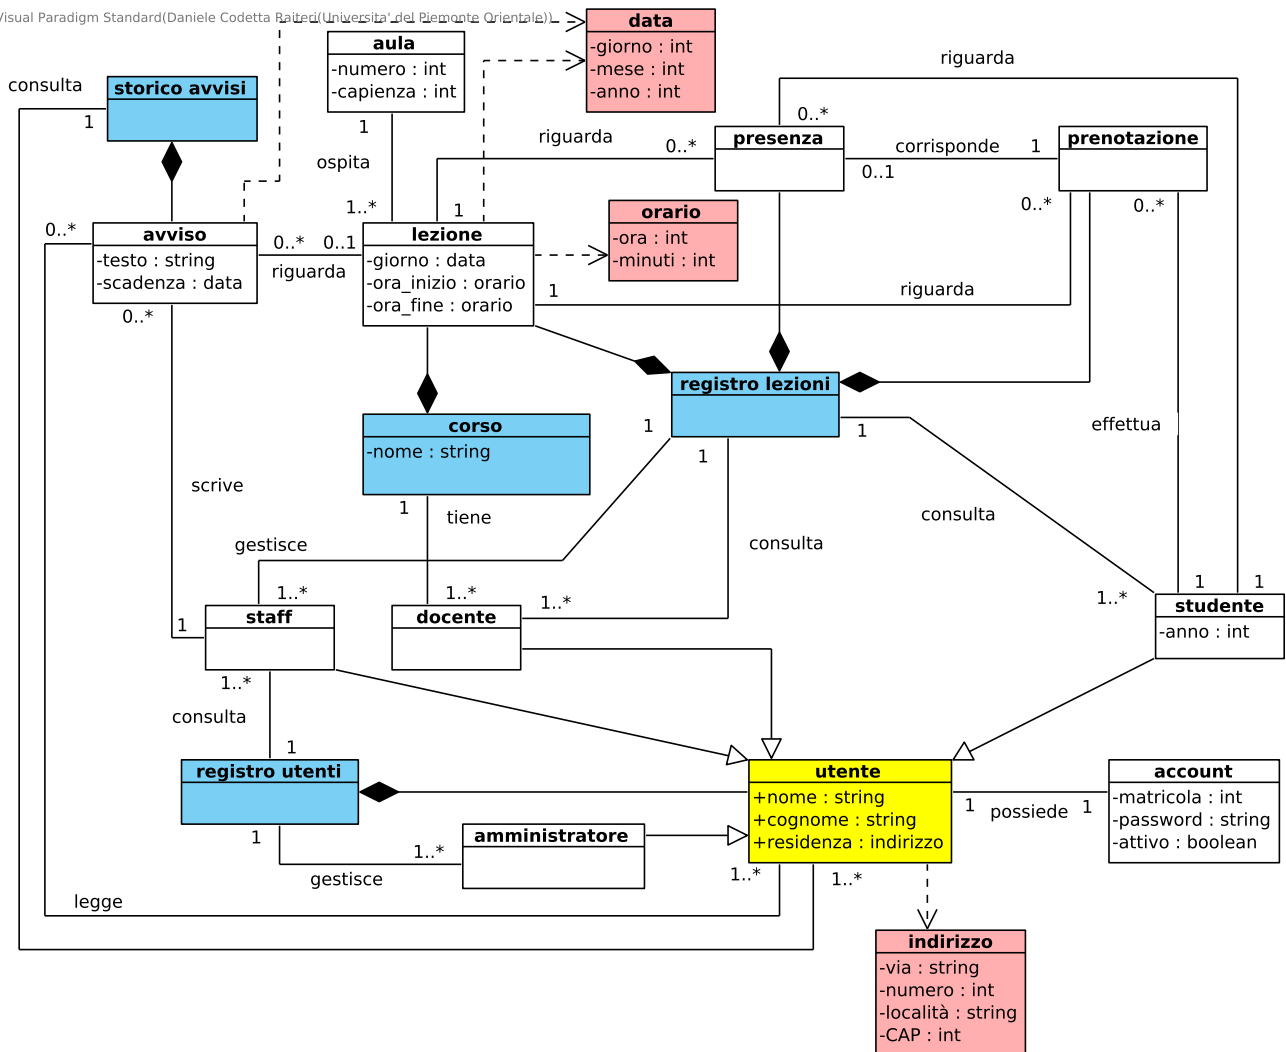 Visual Paradigm Standard(Daniele Codetta Raiteri(Universita' del Piemonte Orientale))
data
-giorno : int
-mese : int
-anno : int
aula
-numero : int
-capienza : int
riguarda
consulta
storico avvisi
1
1
ospita
riguarda
0..*
0..*
presenza
corrisponde
1
0..1
prenotazione
0..*
0..*
1..*
1
orario
-ora : int
-minuti : int
0..*
avviso
-testo : string
-scadenza : data
0..*
0..1
riguarda
lezione
-giorno : data
-ora_inizio : orario
-ora_fine : orario
1
riguarda
0..*
registro lezioni
1
1
1
corso
-nome : string
effettua
1
tiene
scrive
consulta
gestisce
consulta
1..*
1..*
1..*
1..*
1
1
1
staff
docente
studente
-anno : int
1..*
consulta
1
registro utenti
utente
+nome : string
+cognome : string
+residenza : indirizzo
1
possiede
1
account
-matricola : int
-password : string
-attivo : boolean
1
1..*
gestisce
amministratore
1..*
1..*
legge
indirizzo
-via : string
-numero : int
-località : string
-CAP : int